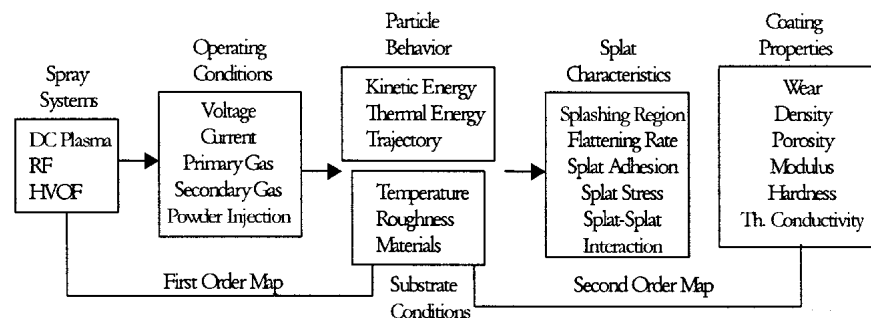 Spray
Systems
DC Plasma
RF
HVOF
Operating
Conditions
Voltage
Current
Primary Gas
Secondary Gas
Powder Injection
Particle
Behavior
Kinetic Energy
Thermal Energy
Trajectory
Temperature
Roughness
Materials
Substrate
Conditions
Splat
Characteristics
Splashing Region
Flattening Rate
Splat Adhesion
Splat Stress
Splat-Splat
Interaction
Coating
Properties
Wear
Density
Porosity
Modulus
Hardness
Th. Conductivity
First Order Map
Second Order Map